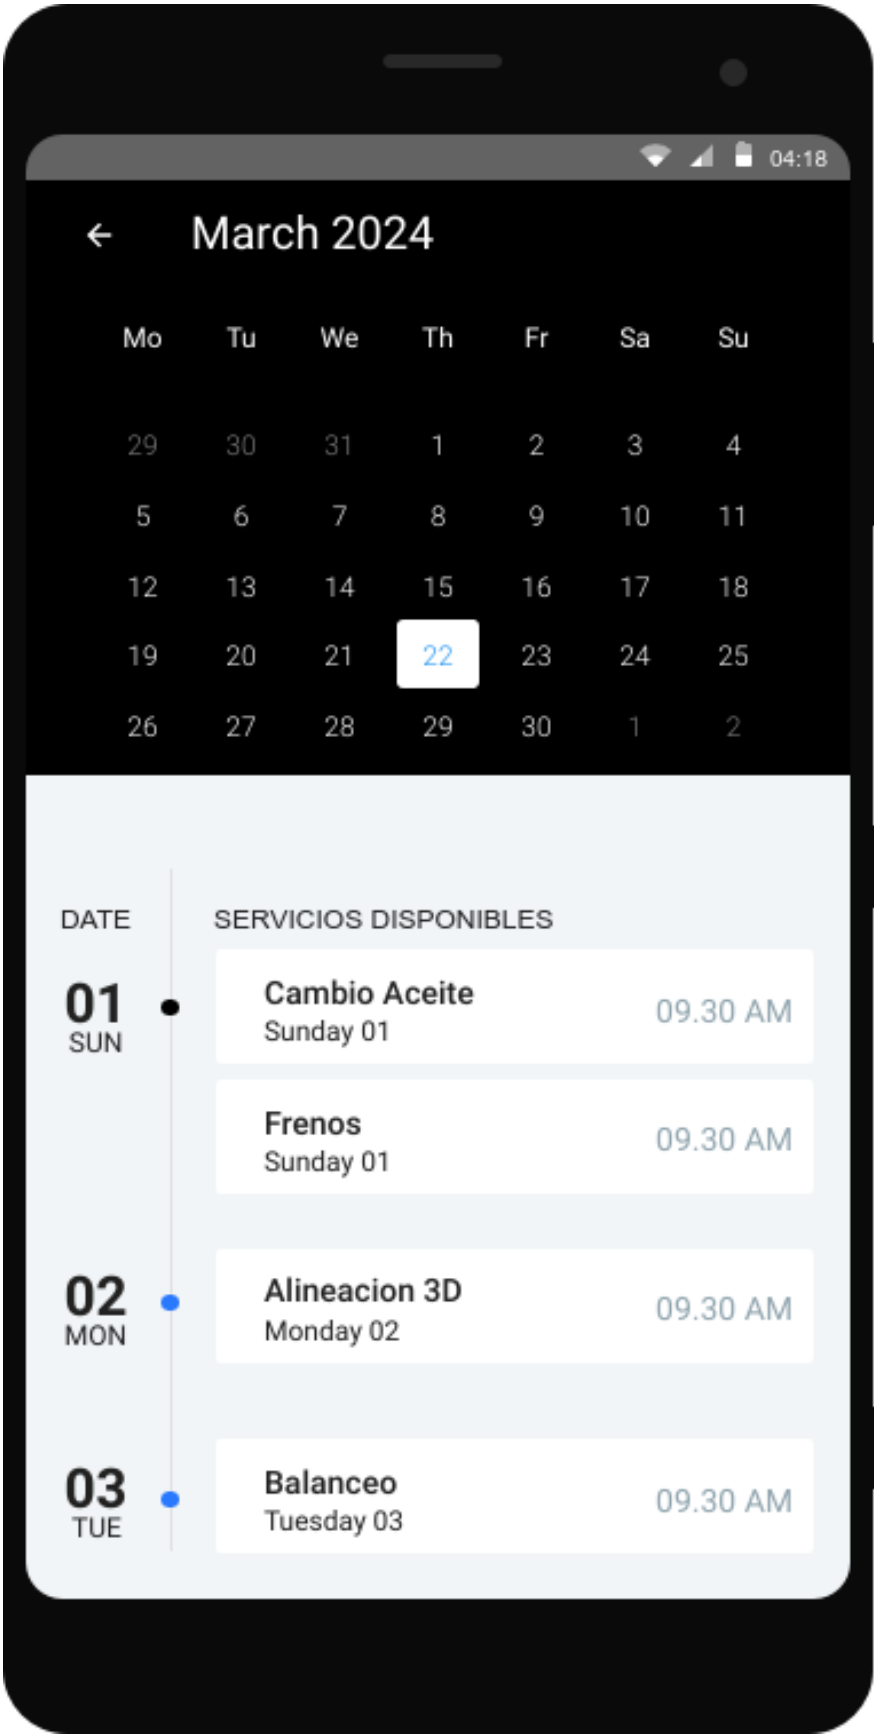 04:18
March 2024
Mo Tu We Th Fr Sa Su
29 30 31 1 2 3 4
5 6 7 8 9 10 11
12 13 14 15 16 17 18
19 20 21 22 23 24 25
26 27 28 29 30 1 2
DATE SERVICIOS DISPONIBLES
01
SUN
Cambio Aceite
Sunday 01
09.30 AM
Frenos
Sunday 01
09.30 AM
02
MON
Alineacion 3D
Monday 02
09.30 AM
03
TUE
Balanceo
Tuesday 03
09.30 AM